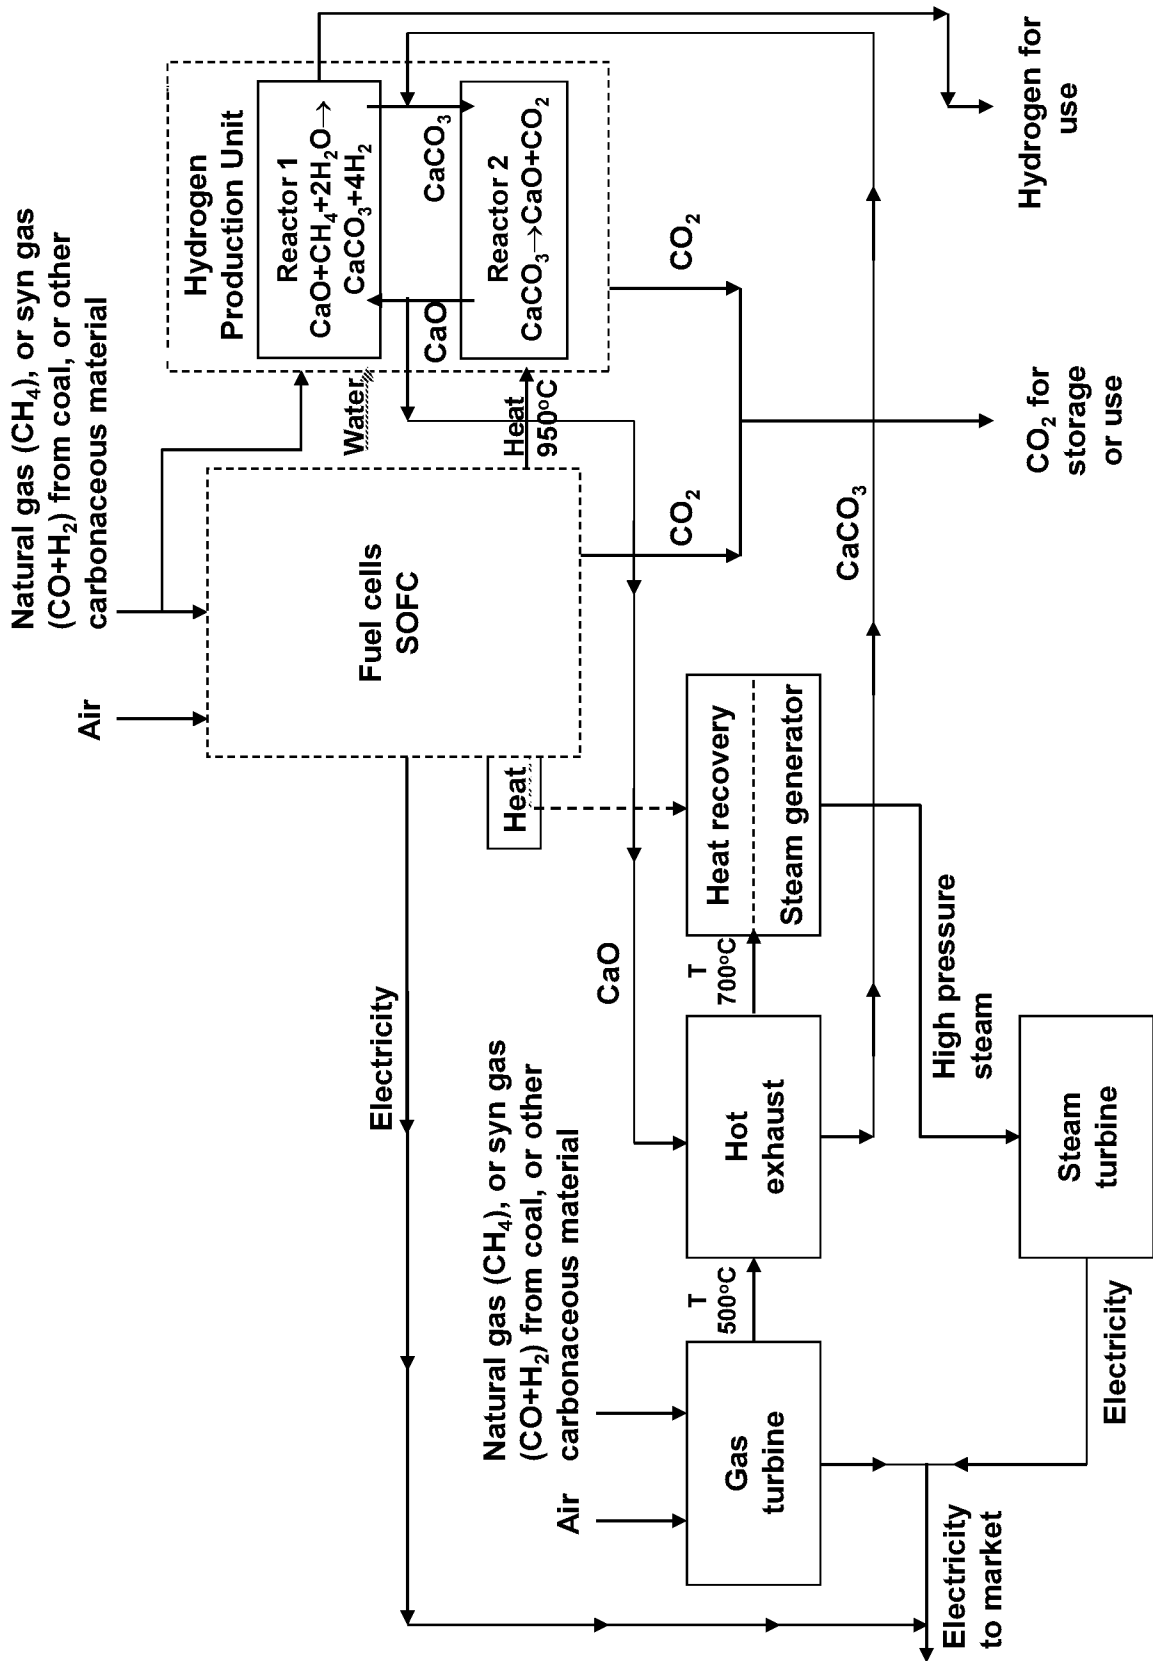 Air
Natural gas (CH₄), or syn gas
(CO+H₂) from coal, or other
carbonaceous material
Fuel cells
SOFC
Heat
Heat
950°C
Water
Hydrogen
Production Unit
Reactor 1
CaO+CH₄+2H₂O→
CaCO₃+4H₂
CaO
CaCO₃
Reactor 2
CaCO₃→CaO+CO₂
Electricity
CO₂
CO₂
CaO
Air
Natural gas (CH₄), or syn gas
(CO+H₂) from coal, or other
carbonaceous material
Gas
turbine
T
500°C
Hot
exhaust
T
700°C
Heat recovery
Steam generator
CaCO₃
High pressure
steam
Electricity
to market
Electricity
Steam
turbine
CO₂ for
storage
or use
Hydrogen for
use